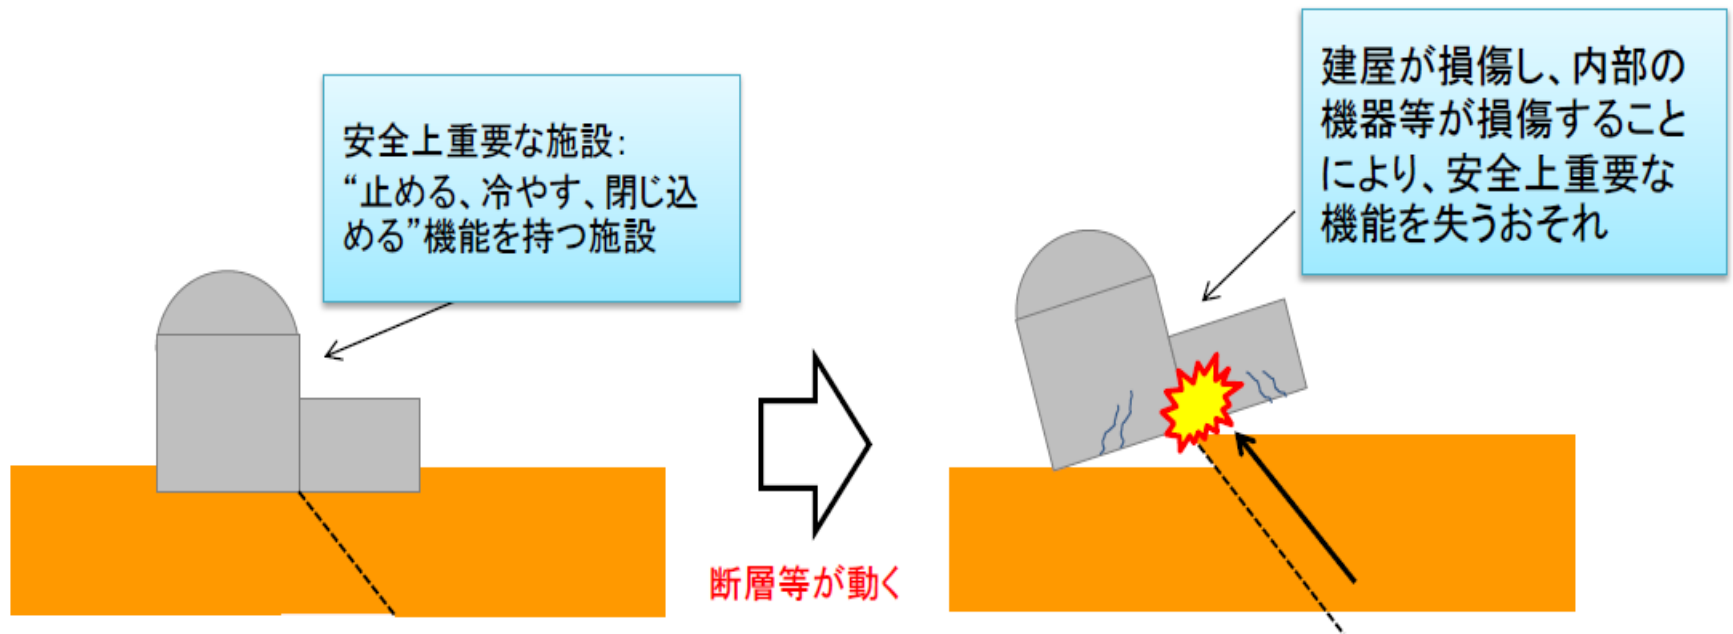 安全上重要な施設:
“止める、冷やす、閉じ込
める”機能を持つ施設
断層等が動く
建屋が損傷し、内部の
機器等が損傷すること
により、安全上重要な
機能を失うおそれ